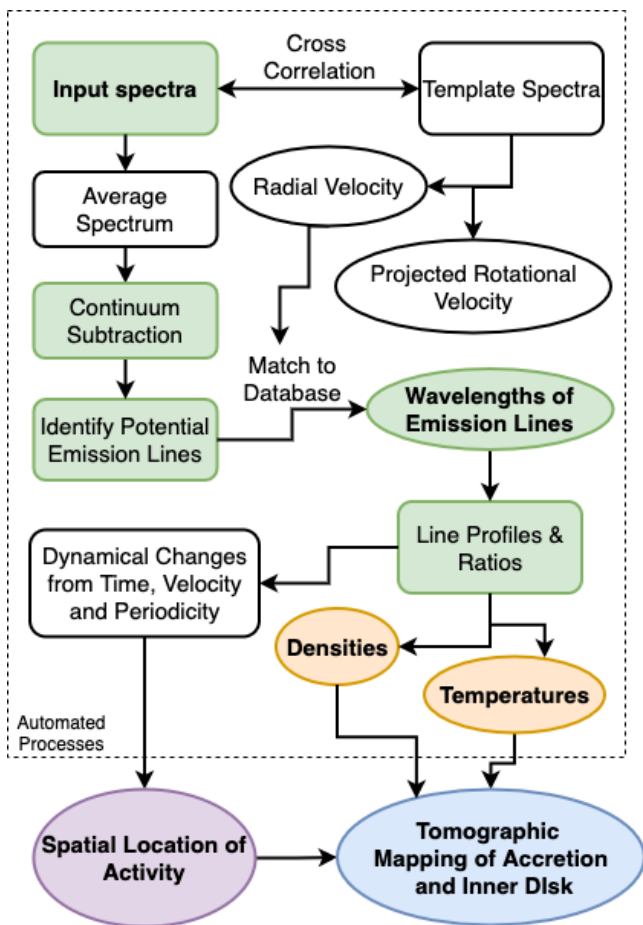 Cross
Correlation
Input spectra
Template Spectra
Average
Spectrum
Radial Velocity
Projected Rotational
Velocity
Continuum
Subtraction
Match to
Database
Identify Potential
Emission Lines
Wavelengths of
Emission Lines
Line Profiles &
Ratios
Dynamical Changes
from Time, Velocity
and Periodicity
Densities
Temperatures
Automated
Processes
Spatial Location of
Activity
Tomographic
Mapping of Accretion
and Inner DIsk